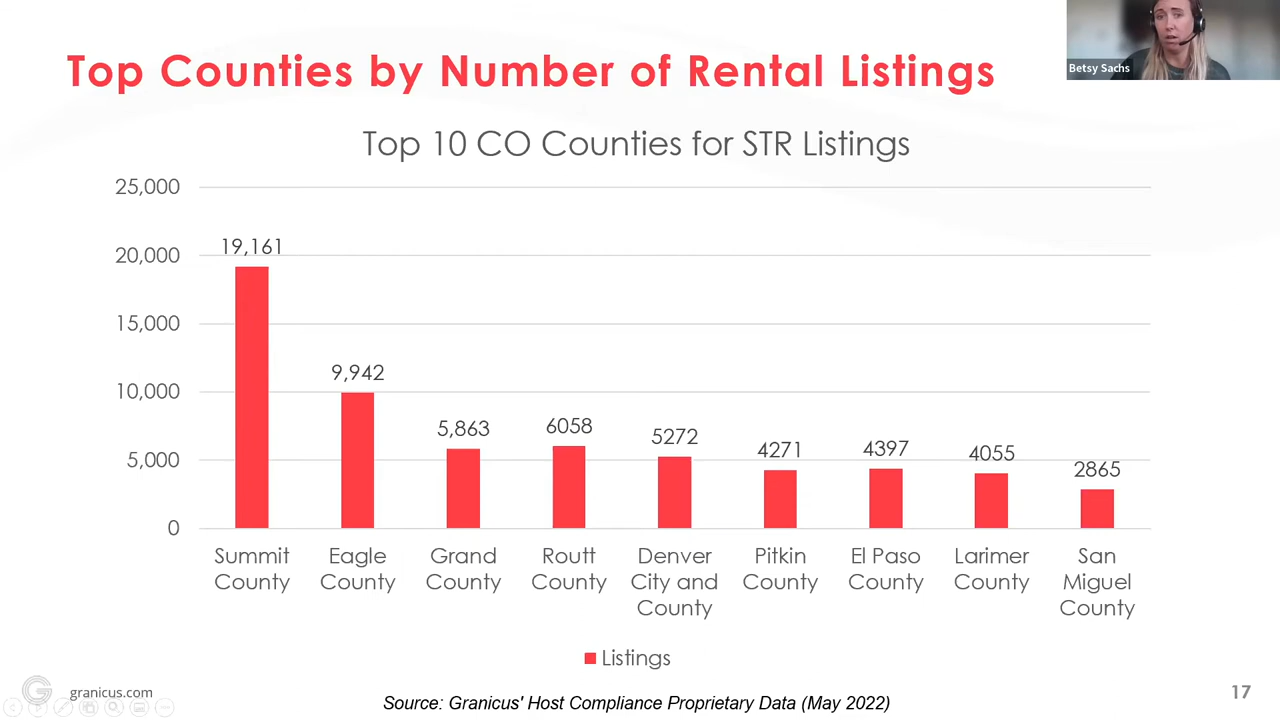 Top Counties by Number of Rental Listings
Betsy Sachs
Top 10 CO Counties for STR Listings
25,000
20,000
15,000
10,000
5,000
0
19,161
9,942
5,863
6058
5272
4271
4397
4055
2865
Summit
County
Eagle
County
Grand
County
Routt
County
Denver
City and
County
Pitkin
County
El Paso
County
Larimer
County
San
Miguel
County
Listings
granicus.com
Source: Granicus' Host Compliance Proprietary Data (May 2022)
17